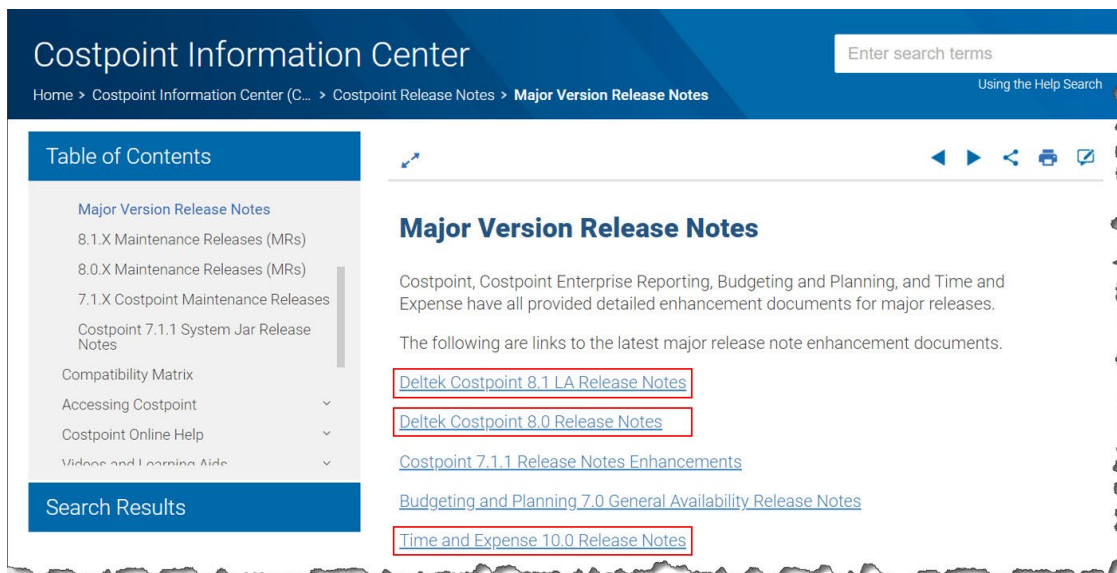 Costpoint Information Center
Enter search terms
Using the Help Search
Home > Costpoint Information Center (C... > Costpoint Release Notes > Major Version Release Notes
Table of Contents
Major Version Release Notes
8.1.X Maintenance Releases (MRs)
8.0.X Maintenance Releases (MRs)
7.1.X Costpoint Maintenance Releases
Costpoint 7.1.1 System Jar Release
Notes
Compatibility Matrix
Accessing Costpoint
Costpoint Online Help
Videos and Learning Aids
Search Results
Major Version Release Notes
Costpoint, Costpoint Enterprise Reporting, Budgeting and Planning, and Time and
Expense have all provided detailed enhancement documents for major releases.
The following are links to the latest major release note enhancement documents.
Deltek Costpoint 8.1 LA Release Notes
Deltek Costpoint 8.0 Release Notes
Costpoint 7.1.1 Release Notes Enhancements
Budgeting and Planning 7.0 General Availability Release Notes
Time and Expense 10.0 Release Notes